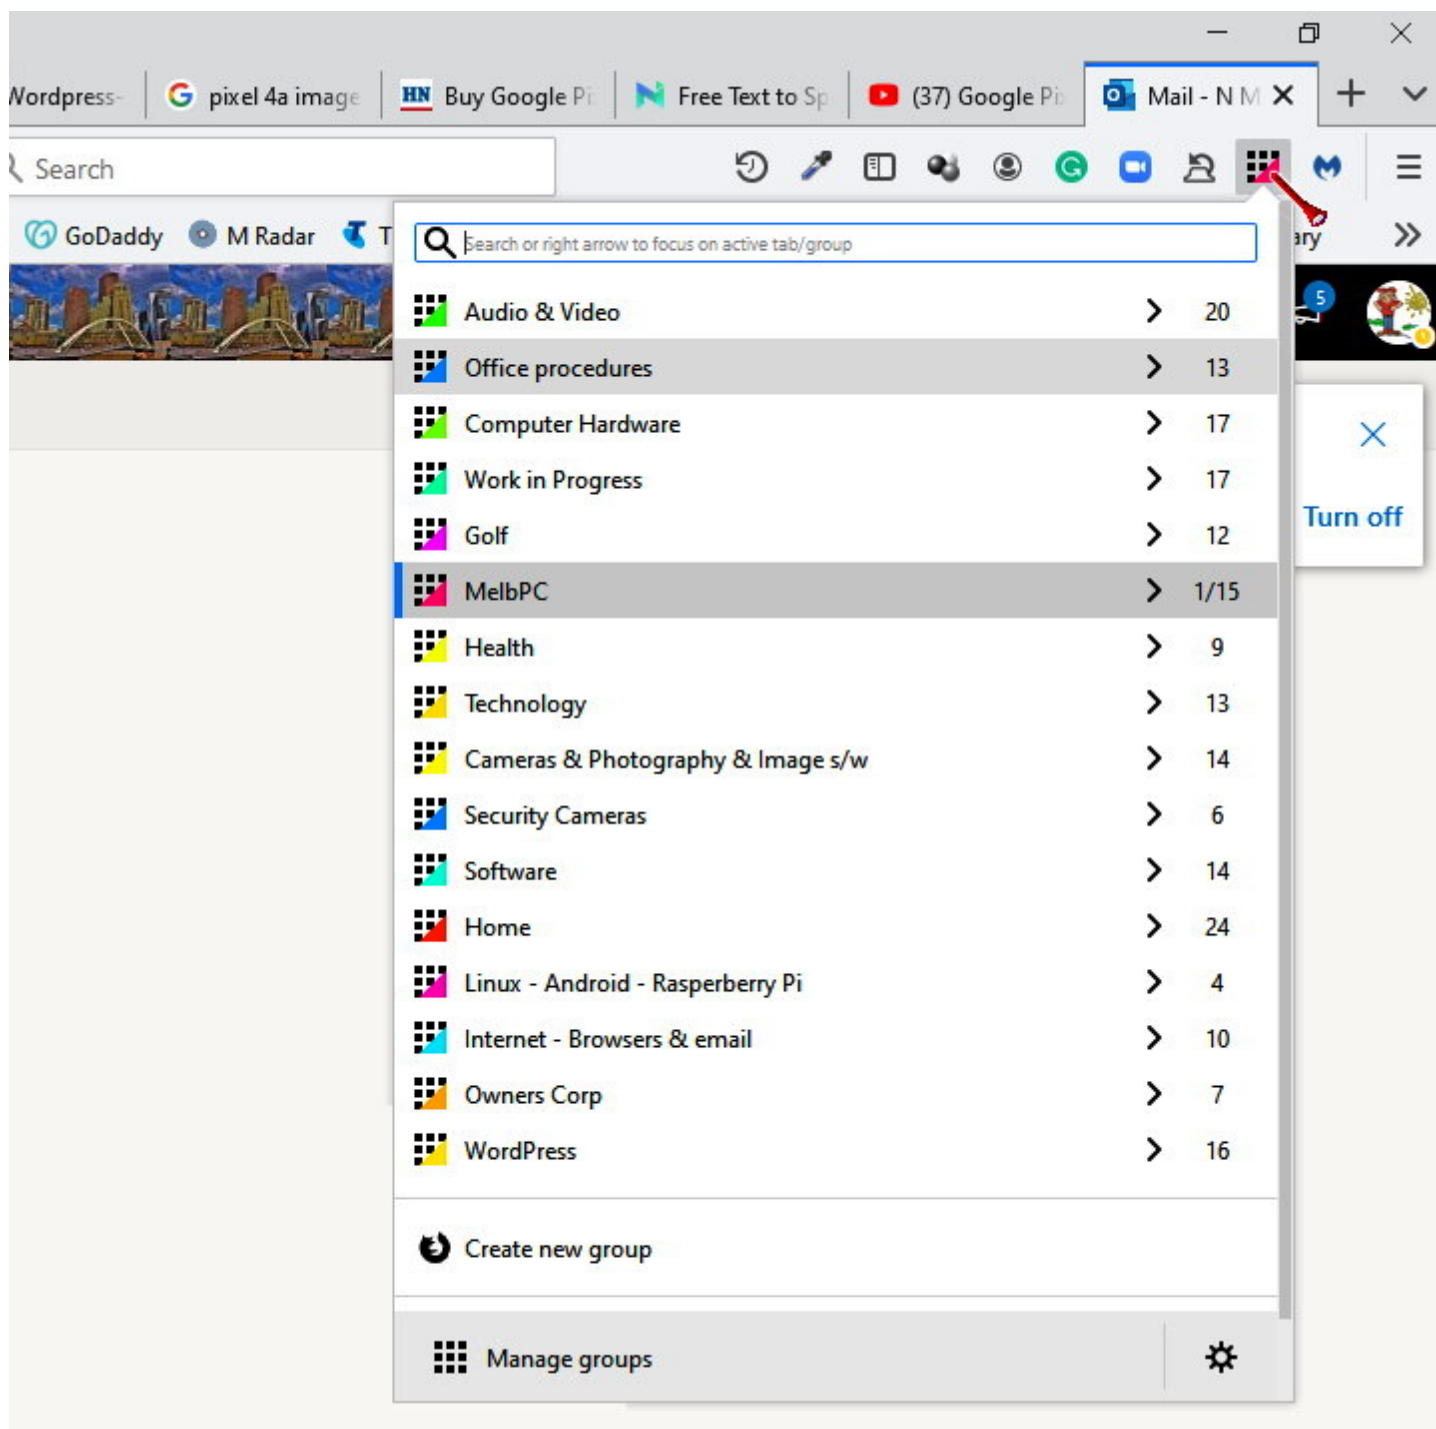 Wordpress- pixel 4a image HN Buy Google Pi Free Text to Sp (37) Google Pix Mail - N M
Search
GoDaddy M Radar T ary
Search or right arrow to focus on active tab/group
5
Audio & Video 20
Office procedures 13
Computer Hardware 17
Work in Progress 17
Turn off
Golf 12
MelbPC 1/15
Health 9
Technology 13
Cameras & Photography & Image s/w 14
Security Cameras 6
Software 14
Home 24
Linux - Android - Rasperberry Pi 4
Internet - Browsers & email 10
Owners Corp 7
WordPress 16
Create new group
Manage groups